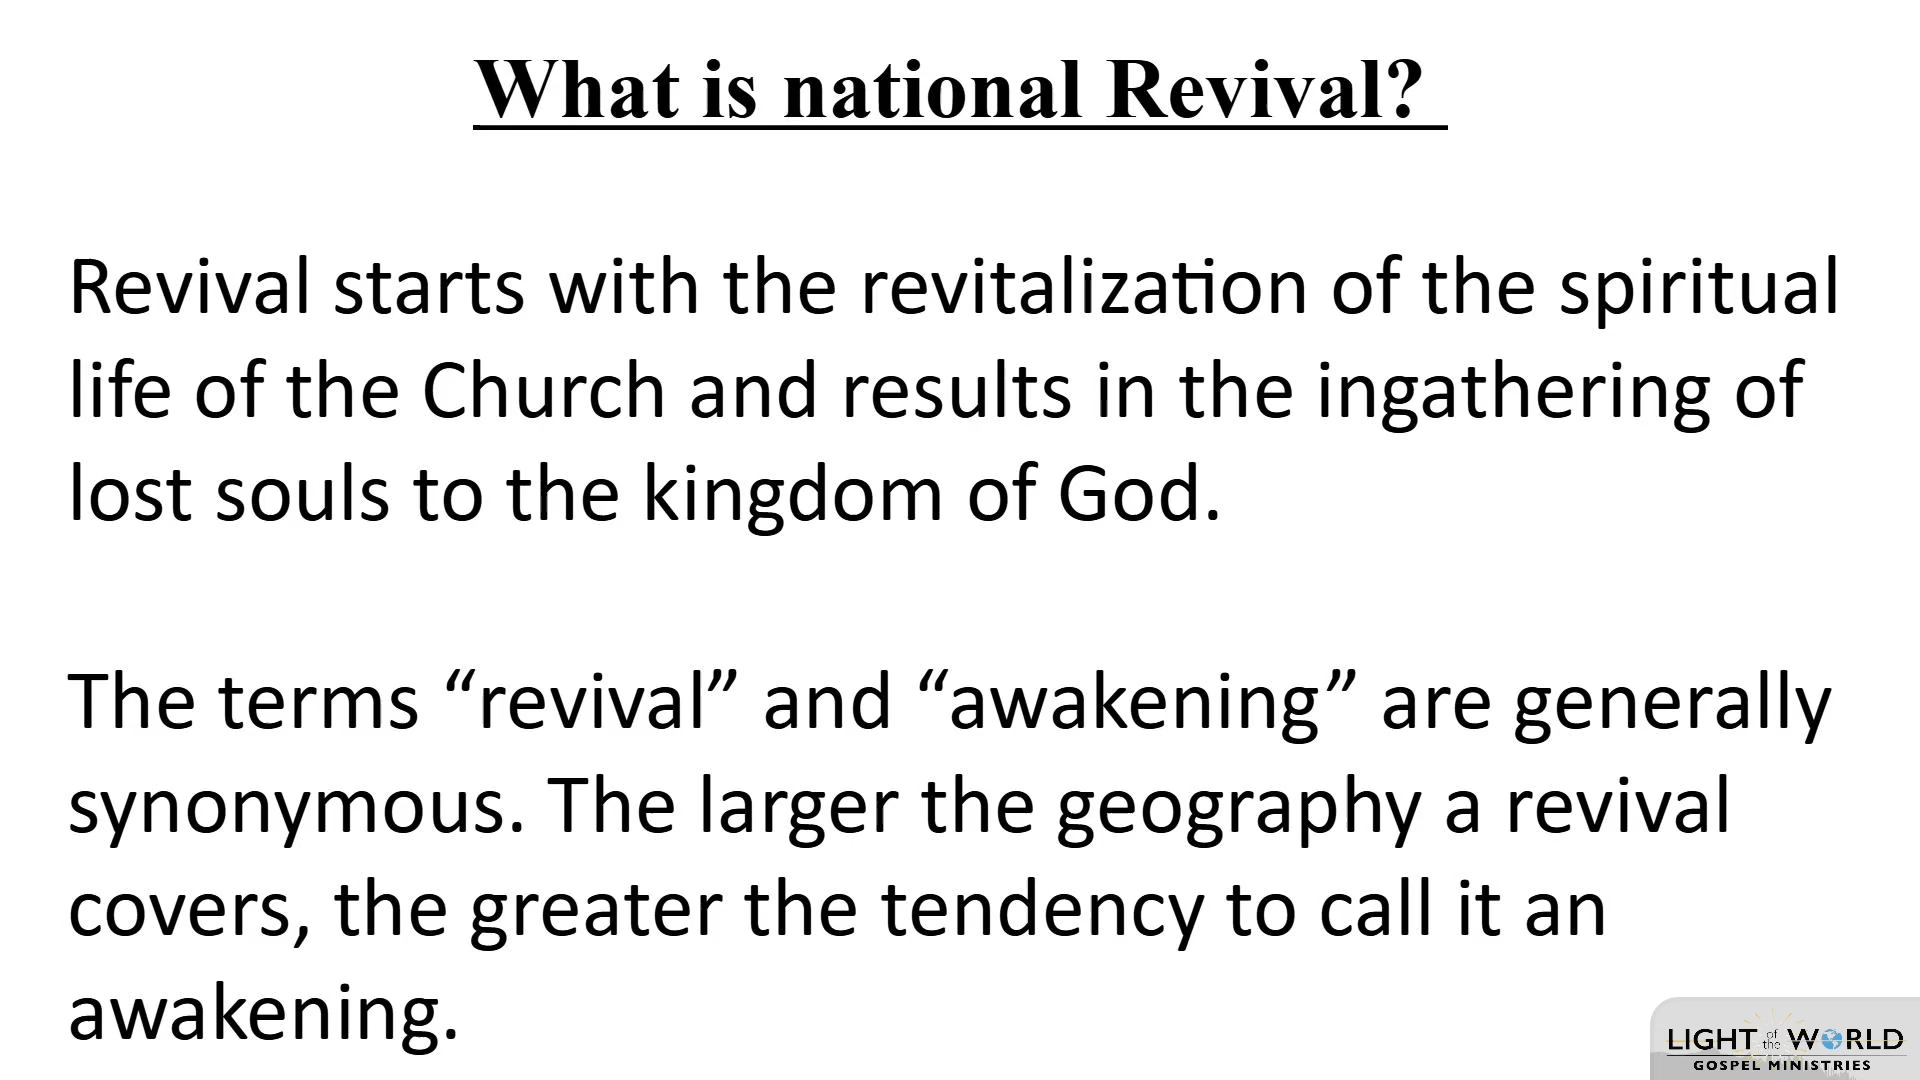 What is national Revival?
Revival starts with the revitalization of the spiritual
life of the Church and results in the ingathering of
lost souls to the kingdom of God.
The terms “revival” and “awakening” are generally
synonymous. The larger the geography a revival
covers, the greater the tendency to call it an
awakening.
LIGHT of the WORLD
GOSPEL MINISTRIES